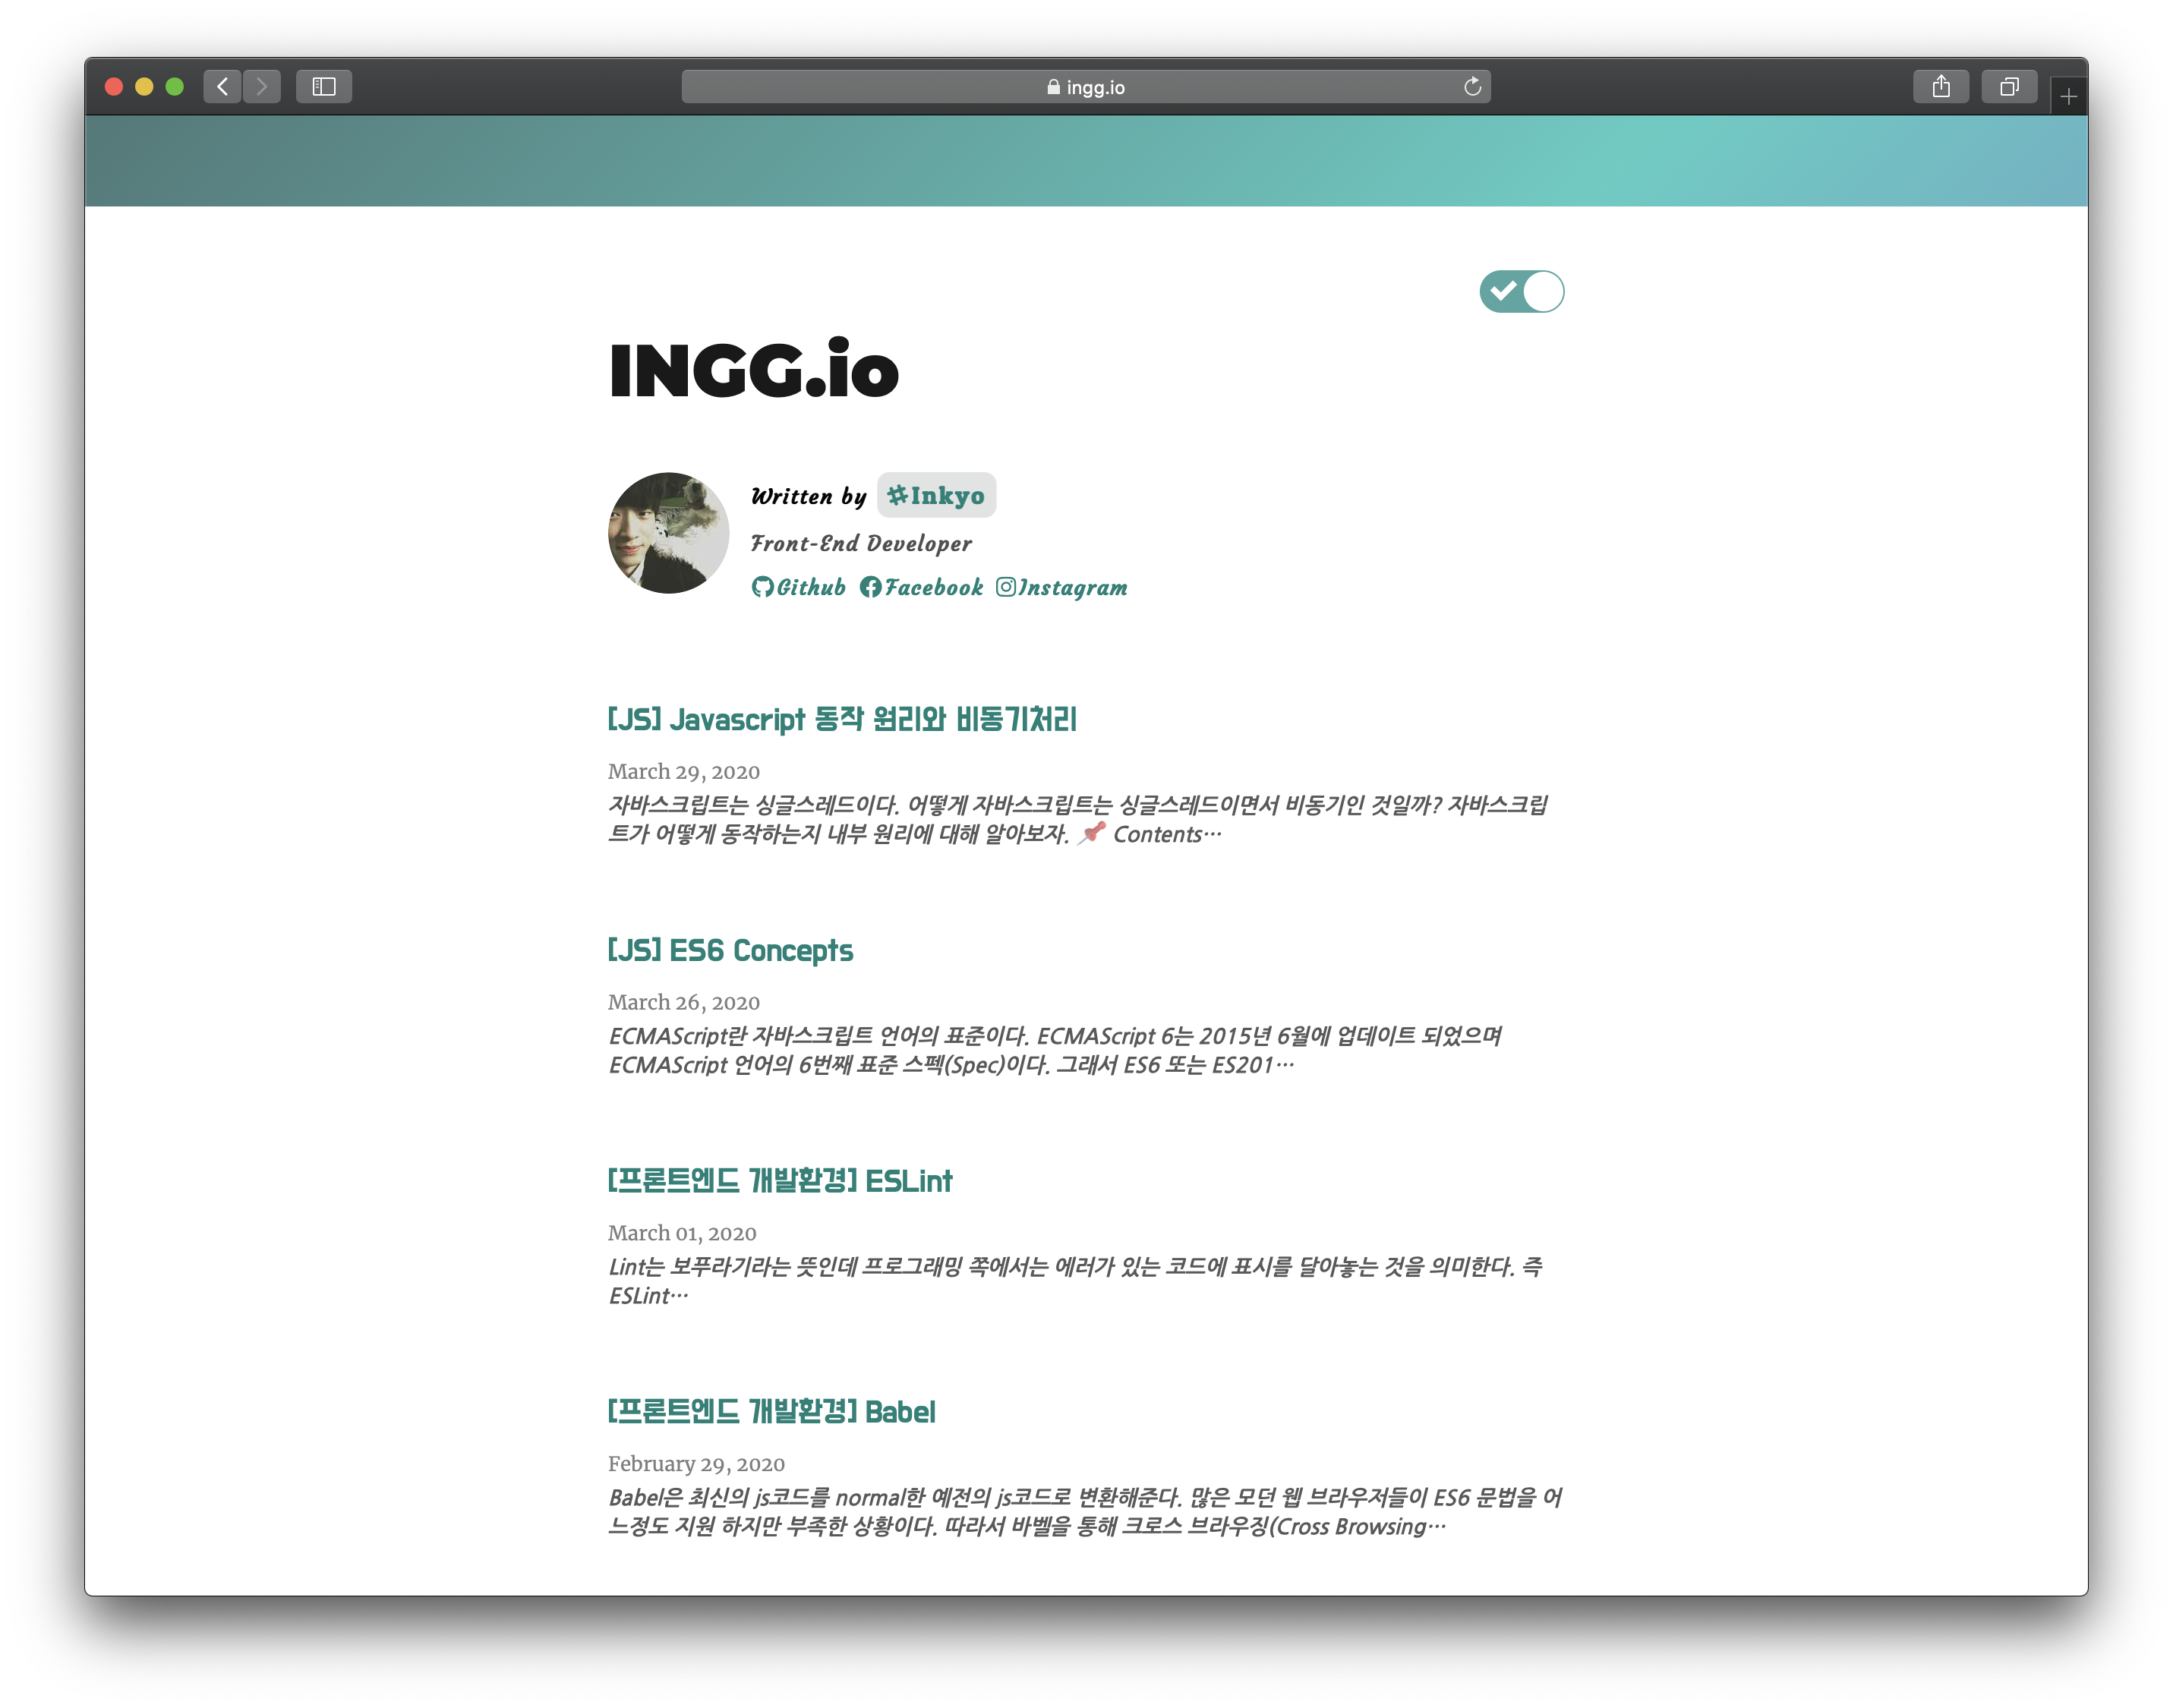 ingg.io
INGG.io
Written by #Inkyo
Front-End Developer
Github Facebook Instagram
[JS] Javascript 동작 원리와 비동기처리
March 29, 2020
자바스크립트는 싱글스레드이다. 어떻게 자바스크립트는 싱글스레드이면서 비동기인 것일까? 자바스크립
트가 어떻게 동작하는지 내부 원리에 대해 알아보자. 📌 Contents…
[JS] ES6 Concepts
March 26, 2020
ECMAScript란 자바스크립트 언어의 표준이다. ECMAScript 6는 2015년 6월에 업데이트 되었으며
ECMAScript 언어의 6번째 표준 스펙(Spec)이다. 그래서 ES6 또는 ES201…
[프론트엔드 개발환경] ESLint
March 01, 2020
Lint는 보푸라기라는 뜻인데 프로그래밍 쪽에서는 에러가 있는 코드에 표시를 달아놓는 것을 의미한다. 즉
ESLint…
[프론트엔드 개발환경] Babel
February 29, 2020
Babel은 최신의 js코드를 normal한 예전의 js코드로 변환해준다. 많은 모던 웹 브라우저들이 ES6 문법을 어
느정도 지원 하지만 부족한 상황이다. 따라서 바벨을 통해 크로스 브라우징(Cross Browsing…